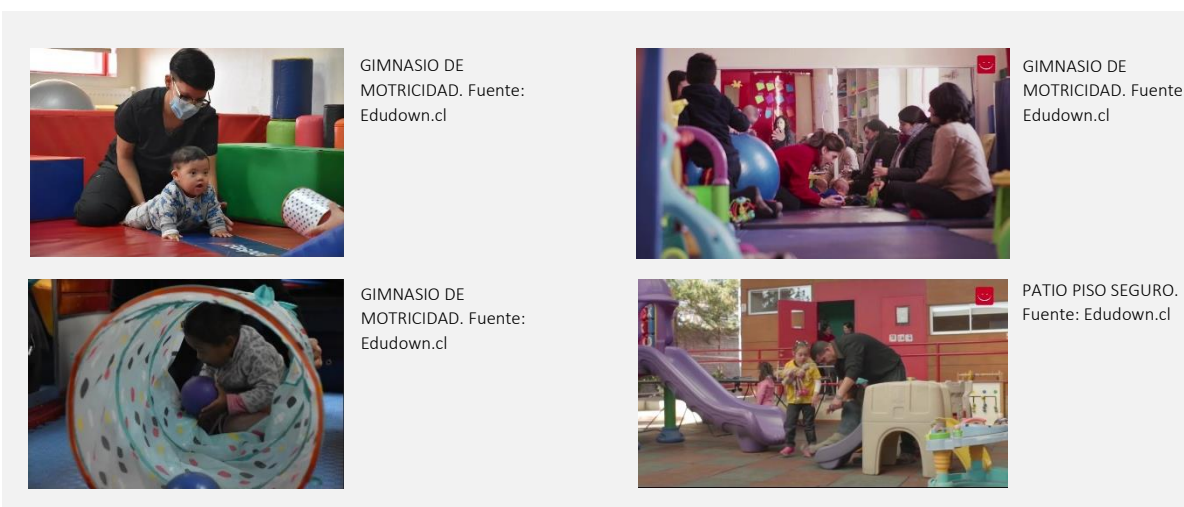 GIMNASIO DE
MOTRICIDAD. Fuente:
Edudown.cl
GIMNASIO DE
MOTRICIDAD. Fuente
Edudown.cl
GIMNASIO DE
MOTRICIDAD. Fuente:
Edudown.cl
PATIO PISO SEGURO.
Fuente: Edudown.cl